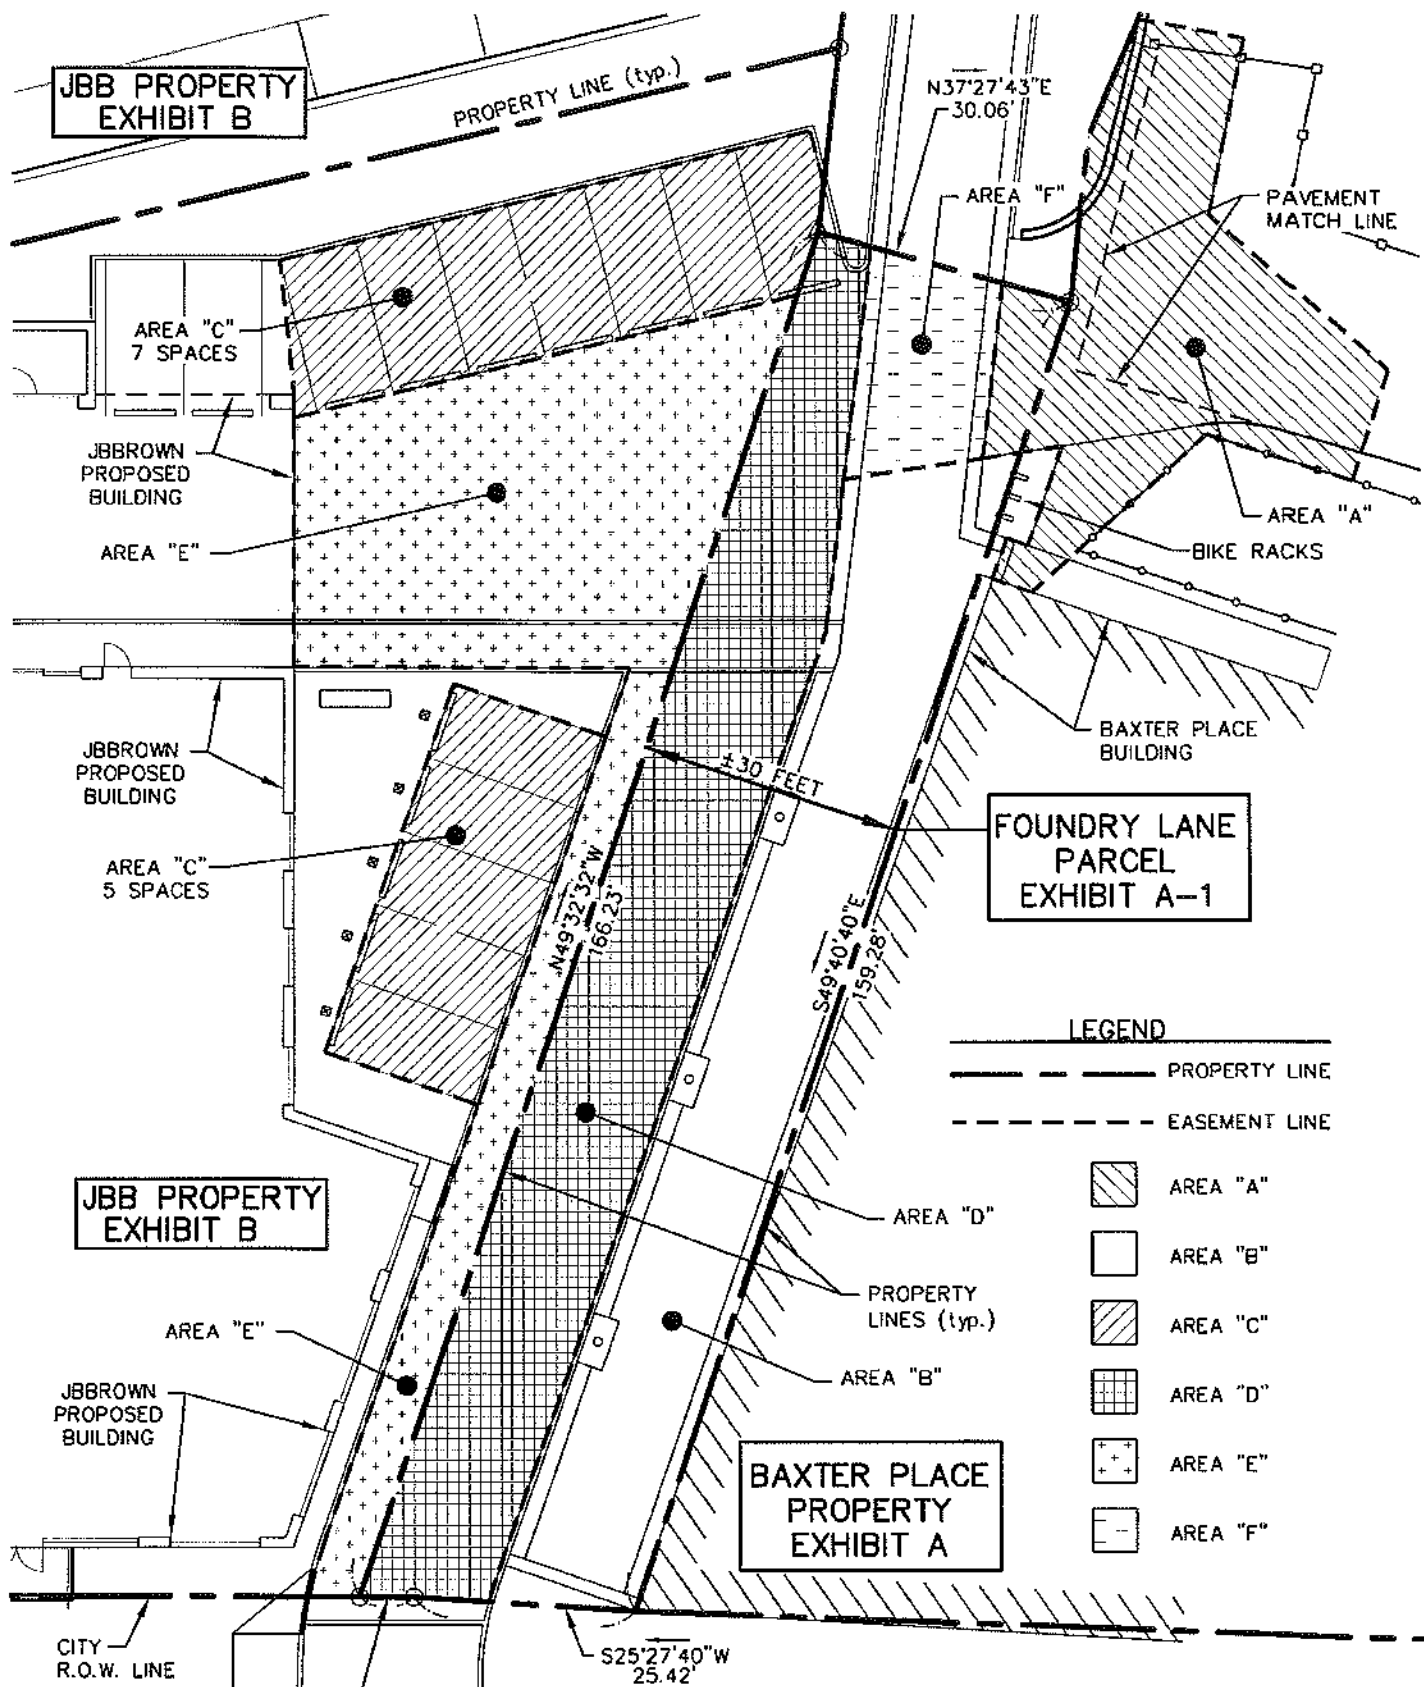 JBB PROPERTY
EXHIBIT B
PROPERTY LINE (typ.)
N37°27'43"E
30.06'
AREA "F"
PAVEMENT
MATCH LINE
AREA "C"
7 SPACES
JBBROWN
PROPOSED
BUILDING
AREA "E"
AREA "A"
BIKE RACKS
JBBROWN
PROPOSED
BUILDING
BAXTER PLACE
BUILDING
±30 FEET
AREA "C"
5 SPACES
FOUNDRY LANE
PARCEL
EXHIBIT A-1
N49°32'32"W
166.23'
S49°40'40"E
159.28'
LEGEND
PROPERTY LINE
EASEMENT LINE
AREA "A"
AREA "B"
AREA "C"
AREA "D"
AREA "E"
AREA "F"
JBB PROPERTY
EXHIBIT B
AREA "D"
PROPERTY
LINES (typ.)
AREA "E"
AREA "B"
JBBROWN
PROPOSED
BUILDING
BAXTER PLACE
PROPERTY
EXHIBIT A
CITY
R.O.W. LINE
S25°27'40"W
25.42'